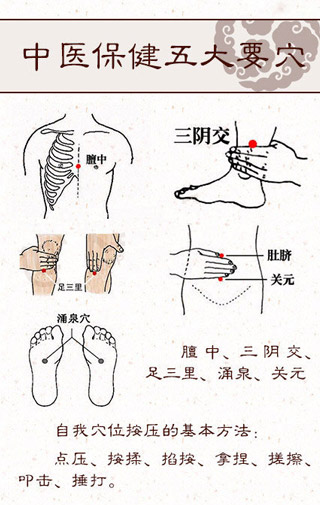 中医保健五大要穴
膻中
三阴交
足三里
肚脐
关元
涌泉穴
膻中、三阴交、
足三里、涌泉、关元
自我穴位按压的基本方法：
点压、按揉、掐按、拿捏、搓擦、
叩击、捶打。